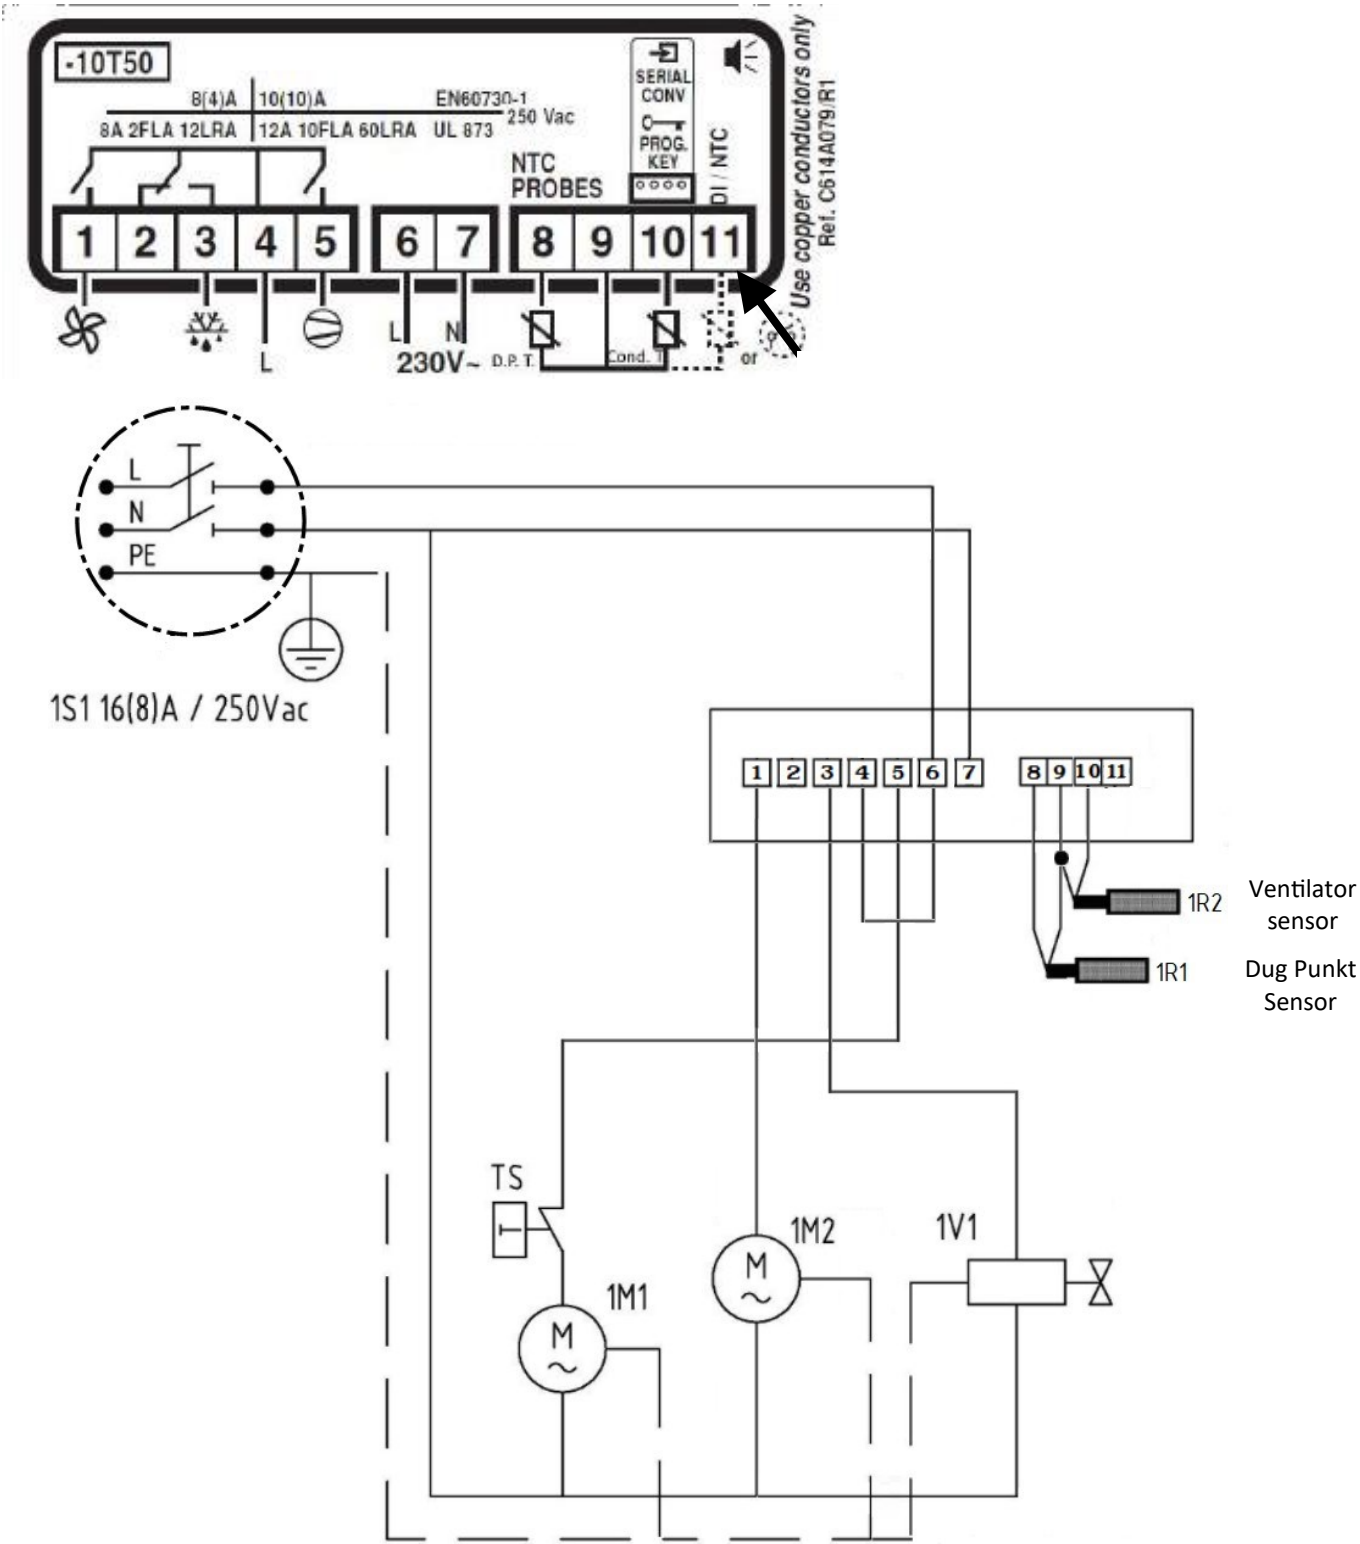 -10T50
8(4)A 10(10)A EN60730-1
250 Vac
8A 2FLA 12LRA 12A 10FLA 60LRA UL 873
SERIAL
CONV
PROG.
KEY
NTC
PROBES
DI / NTC
Use copper conductors only
Ref. C614A079/R1
1 2 3 4 5 6 7 8 9 10 11
L
L N
230V~
D.P. T.
Cond.
or
L
N
PE
1S1 16(8)A / 250Vac
1 2 3 4 5 6 7 8 9 10 11
1R2
Ventilator
sensor
1R1
Dug Punkt
Sensor
TS
1M1
M
~
1M2
M
~
1V1